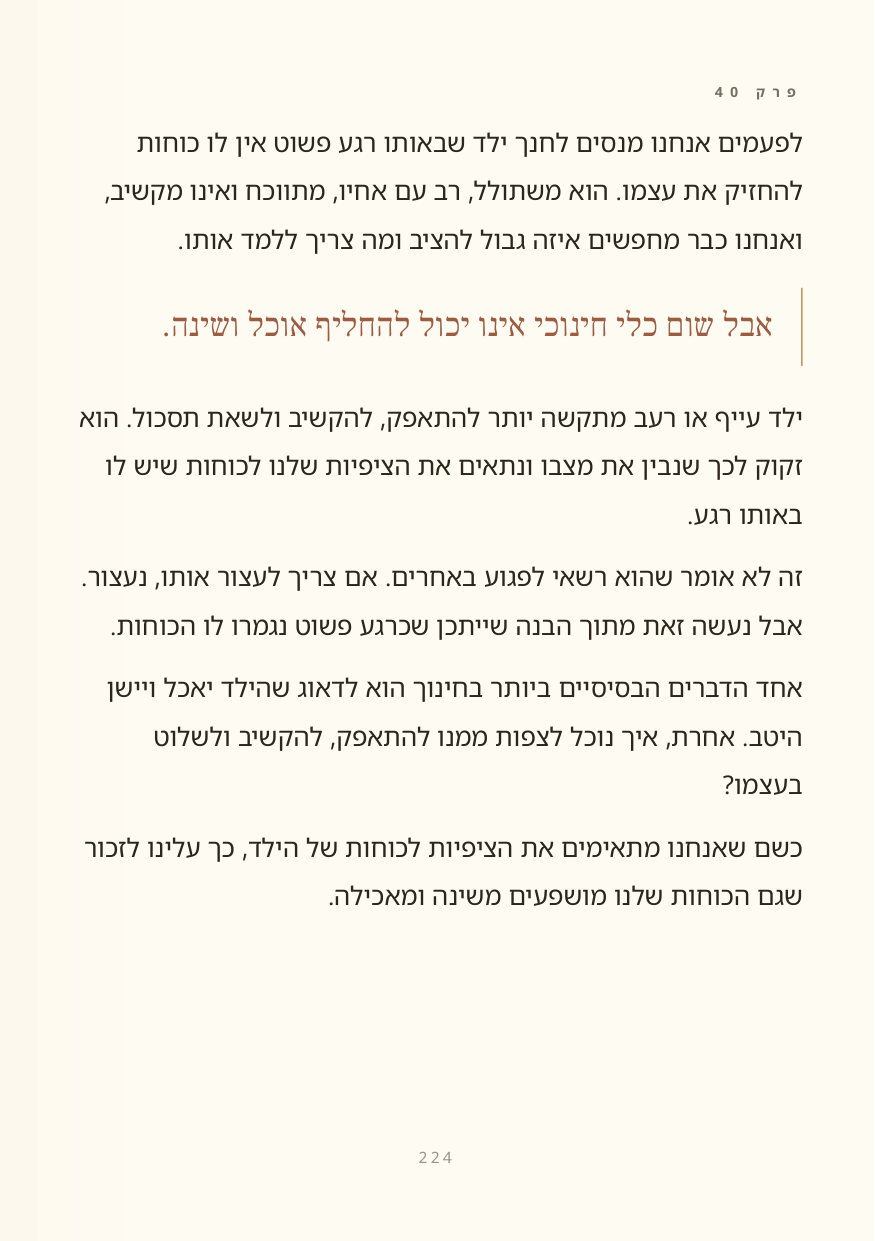 פרק 40
לפעמים אנחנו מנסים לחנך ילד שבאותו רגע פשוט אין לו כוחות
להחזיק את עצמו. הוא משתולל, רב עם אחיו, מתווכח ואינו מקשיב,
ואנחנו כבר מחפשים איזה גבול להציב ומה צריך ללמד אותו.
אבל שום כלי חינוכי אינו יכול להחליף אוכל ושינה.
ילד עייף או רעב מתקשה יותר להתאפק, להקשיב ולשאת תסכול. הוא
זקוק לכך שנבין את מצבו ונתאים את הציפיות שלנו לכוחות שיש לו
באותו רגע.
זה לא אומר שהוא רשאי לפגוע באחרים. אם צריך לעצור אותו, נעצור.
אבל נעשה זאת מתוך הבנה שייתכן שכרגע פשוט נגמרו לו הכוחות.
אחד הדברים הבסיסיים ביותר בחינוך הוא לדאוג שהילד יאכל ויישן
היטב. אחרת, איך נוכל לצפות ממנו להתאפק, להקשיב ולשלוט
בעצמו?
כשם שאנחנו מתאימים את הציפיות לכוחות של הילד, כך עלינו לזכור
שגם הכוחות שלנו מושפעים משינה ומאכילה.
224